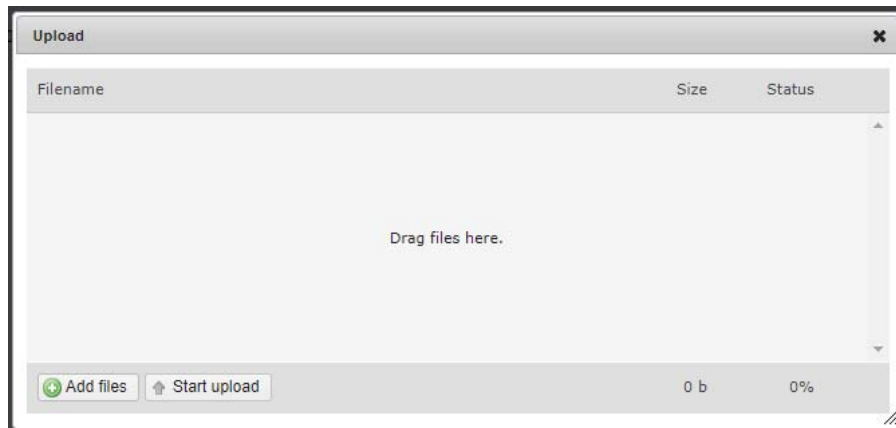 Upload
Filename Size Status
Drag files here.
Add files Start upload 0 b 0%